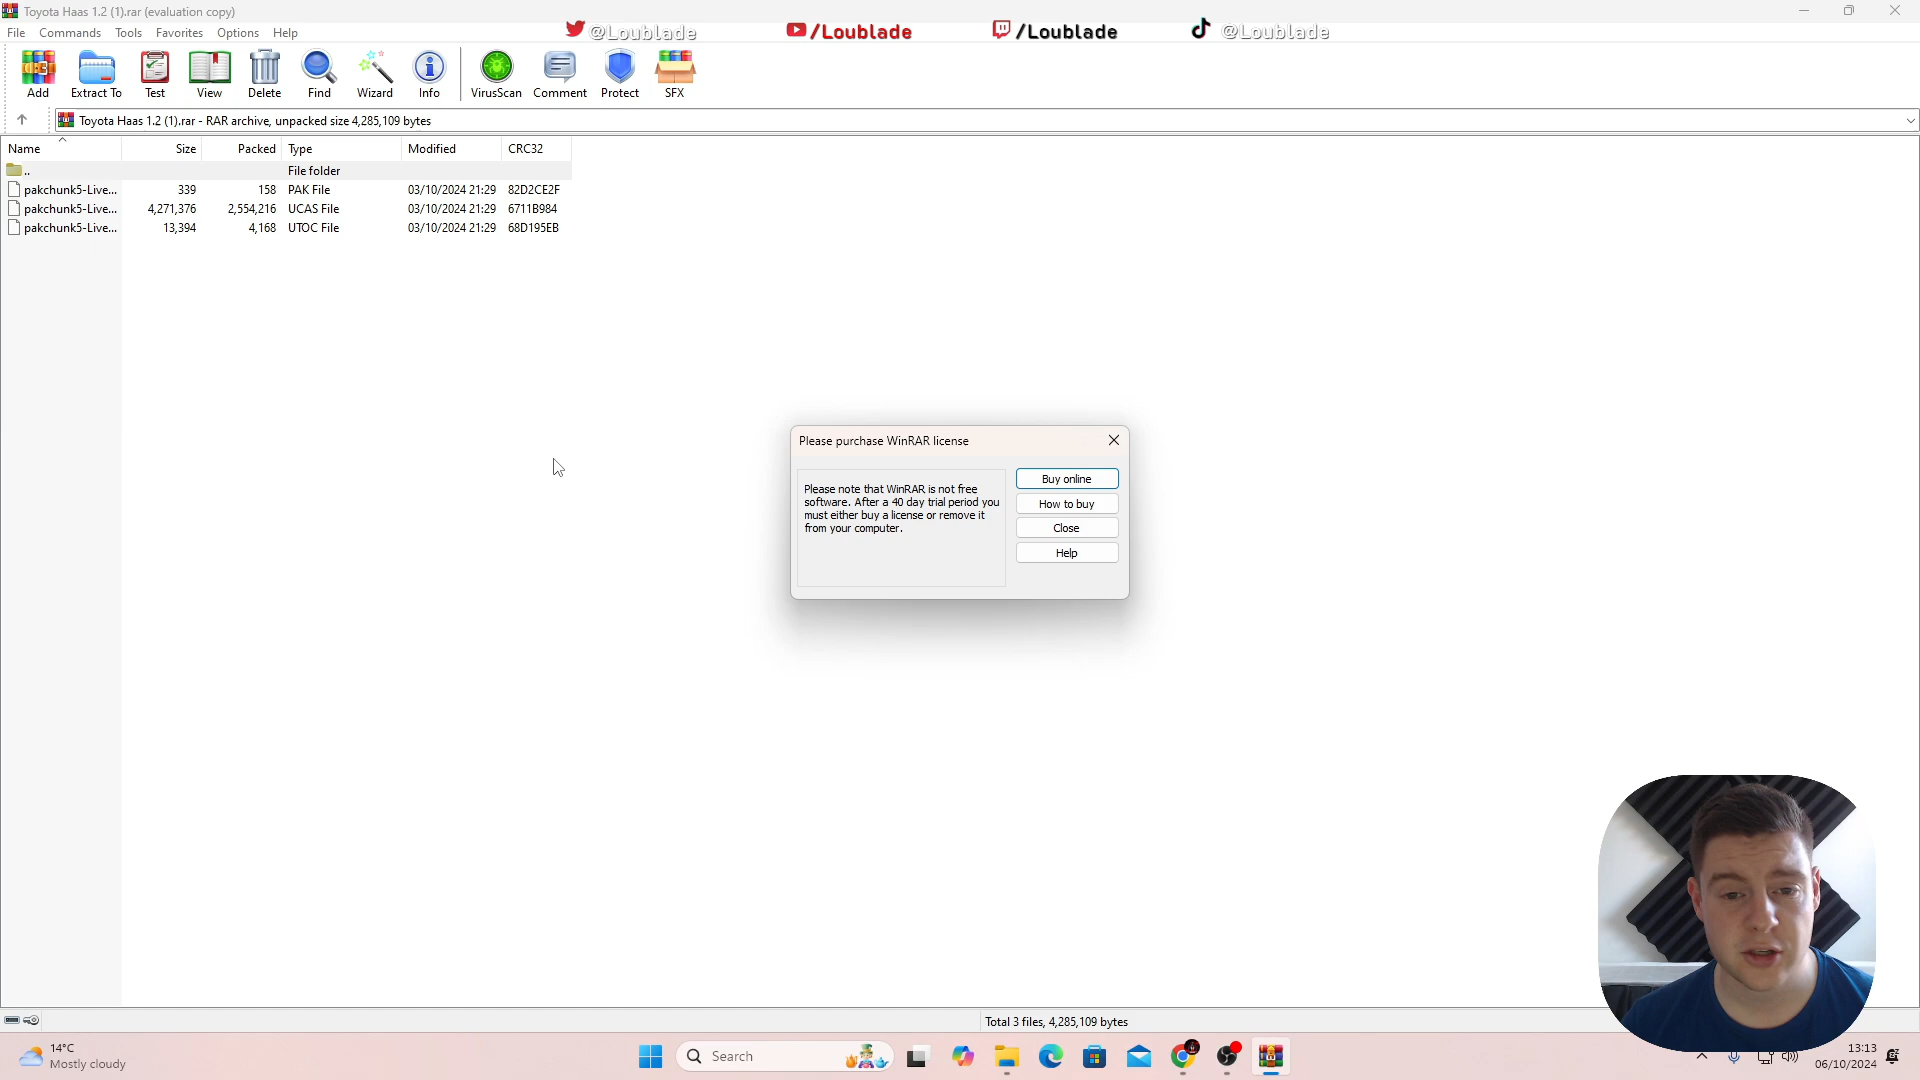 Toyota Haas 1.2 (1).rar (evaluation copy)
File Commands Tools Favorites Options Help
@Loublade /Loublade /Loublade @Loublade
Add Extract To Test View Delete Find Wizard Info VirusScan Comment Protect SFX
Toyota Haas 1.2 (1).rar - RAR archive, unpacked size 4,285,109 bytes
Name Size Packed Type Modified CRC32
.. File folder
pakchunk5-Live... 339 158 PAK File 03/10/2024 21:29 82D2CE2F
pakchunk5-Live... 4,271,376 2,554,216 UCAS File 03/10/2024 21:29 6711B984
pakchunk5-Live... 13,394 4,168 UTOC File 03/10/2024 21:29 68D195EB
Please purchase WinRAR license
Please note that WinRAR is not free
software. After a 40 day trial period you
must either buy a license or remove it
from your computer.
Buy online
How to buy
Close
Help
Total 3 files, 4,285,109 bytes
14°C
Mostly cloudy
Search
13:13
06/10/2024